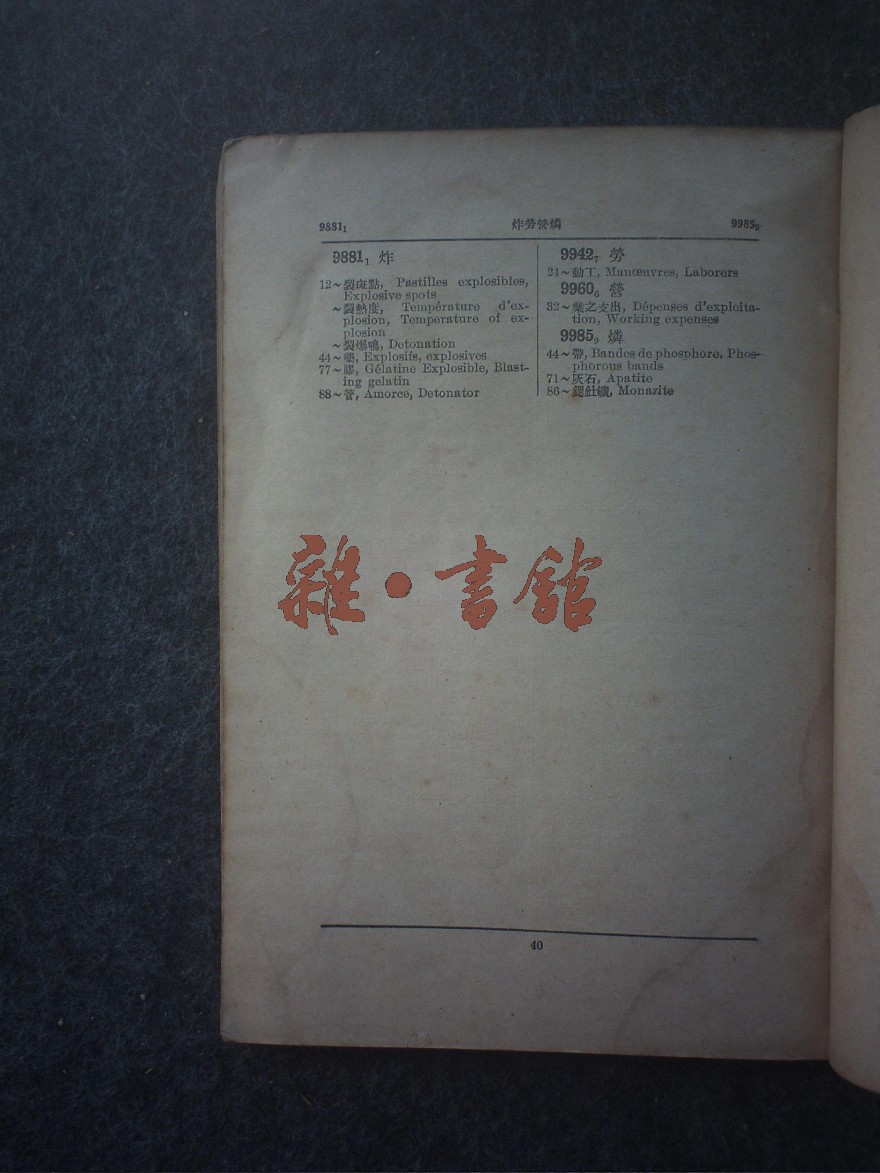 9881₁ 炸勞營燐 9985₉
9881₁ 炸
12~裂斑點, Pastilles explosibles,
Explosive spots
~裂熱度, Température d'ex-
plosion, Temperature of ex-
plosion
~裂爆鳴, Detonation
44~藥, Explosifs, explosives
77~膠, Gélatine Explosible, Blast-
ing gelatin
88~管, Amorce, Detonator
9942₇ 勞
24~動工, Manœuvres, Laborers
9960₆ 營
32~業之支出, Dépenses d'exploita-
tion, Working expenses
9985₉ 燐
44~帶, Bandes de phosphore, Phos-
phorous bands
71~灰石, Apatite
86~鍶釷鑛, Monazite
雜·書館
40